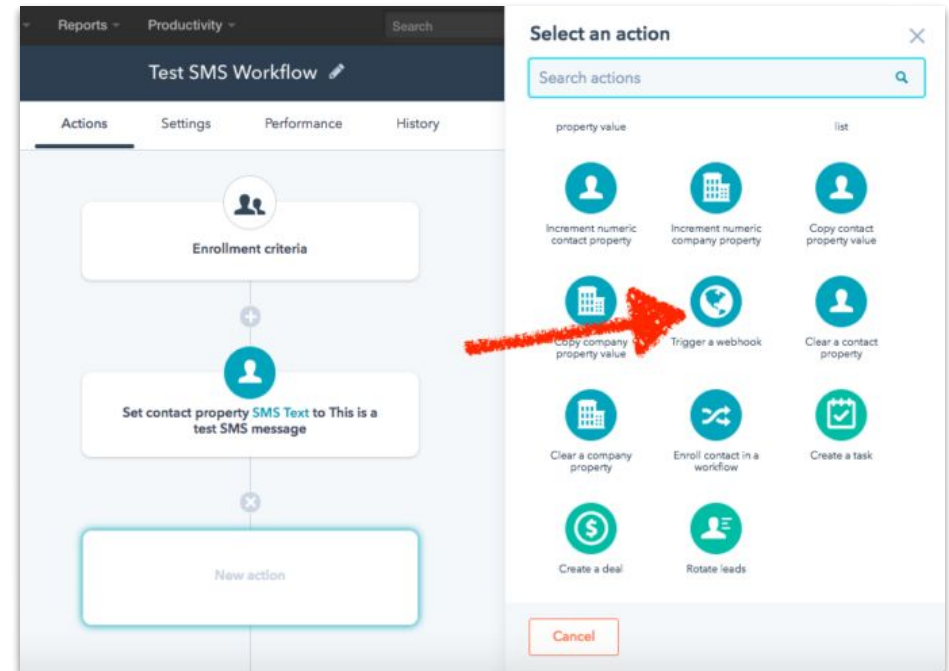 Reports
Productivity
Search
Test SMS Workflow
Actions
Settings
Performance
History
Enrollment criteria
Set contact property SMS Text to This is a
test SMS message
New action
Select an action
Search actions
property value
list
Increment numeric
contact property
Increment numeric
company property
Copy contact
property value
Copy company
property value
Trigger a webhook
Clear a contact
property
Clear a company
property
Enroll contact in a
workflow
Create a task
Create a deal
Rotate leads
Cancel